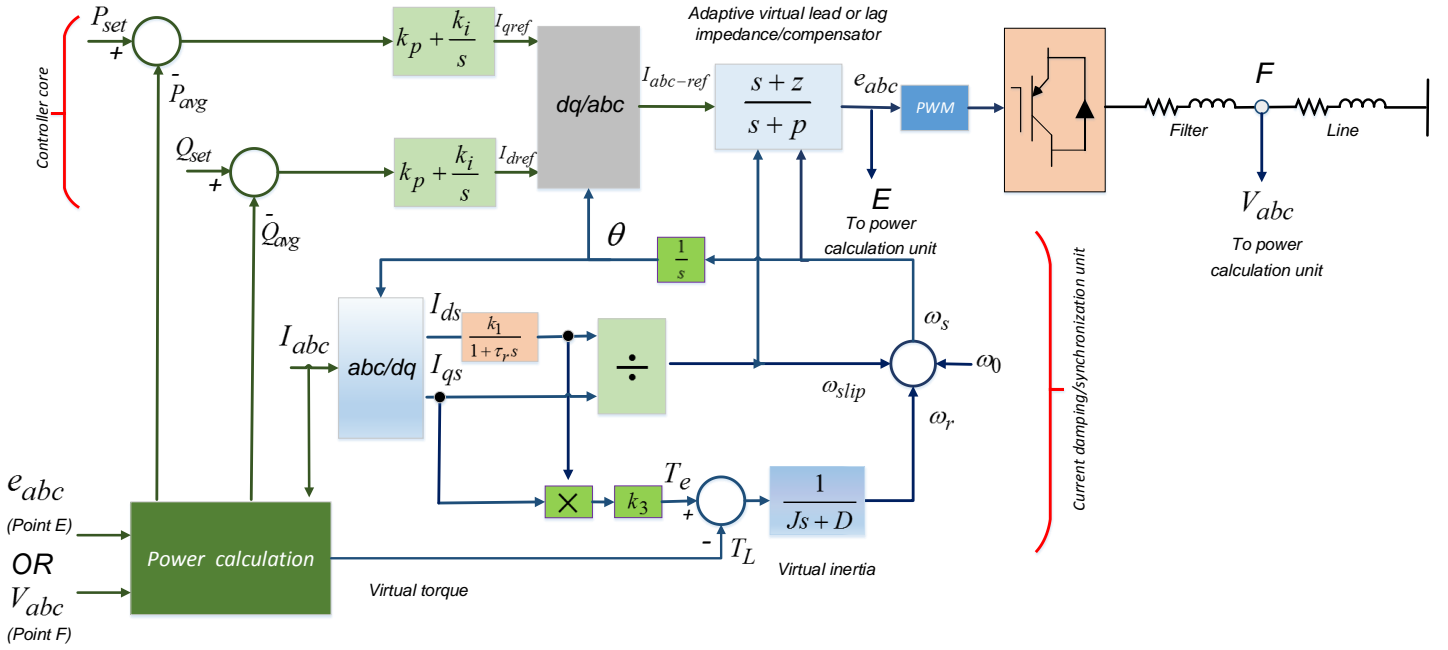 Adaptive virtual lead or lag
impedance/compensator
Controller core
P_set
+
-
P_avg
k_p + k_i/s
I_qref
Q_set
+
-
Q_avg
k_p + k_i/s
I_dref
dq/abc
I_abc-ref
(s + z)/(s + p)
e_abc
PWM
E
To power
calculation unit
Filter
F
Line
V_abc
To power
calculation unit
θ
1/s
I_abc
abc/dq
I_ds
k_1/(1 + τ_r s)
I_qs
÷
ω_slip
ω_s
ω_0
ω_r
×
k_3
T_e
+
-
T_L
1/(Js + D)
Virtual inertia
Current damping/synchronization unit
e_abc
(Point E)
OR
V_abc
(Point F)
Power calculation
Virtual torque